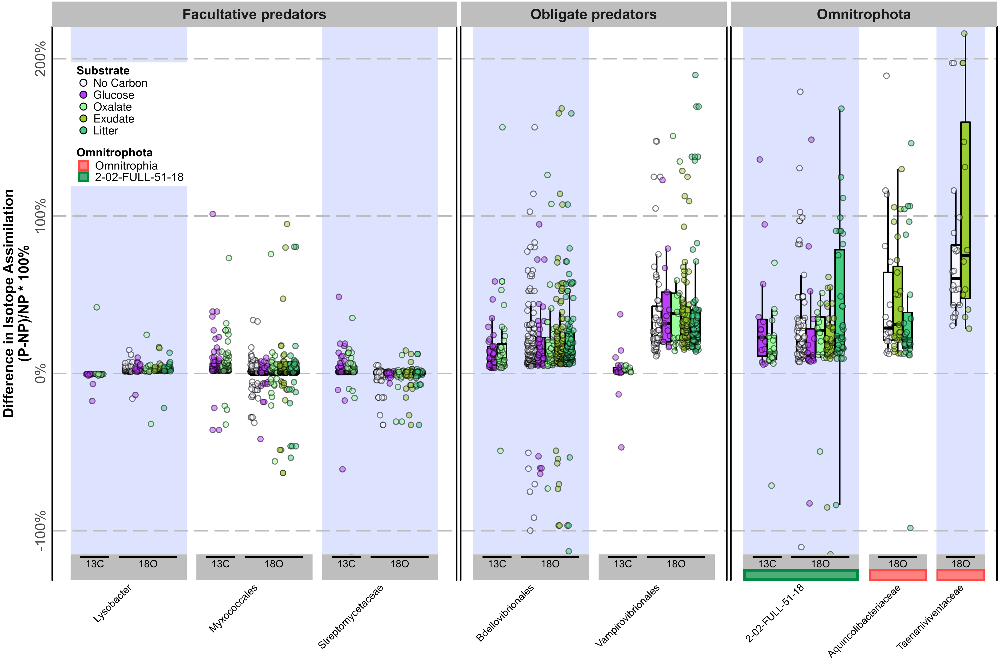 Facultative predators
Obligate predators
Omnitrophota
Difference in Isotope Assimilation
(P-NP)/NP * 100%
200%
100%
0%
-100%
Substrate
No Carbon
Glucose
Oxalate
Exudate
Litter
Omnitrophota
Omnitrophia
2-02-FULL-51-18
13C
18O
13C
18O
13C
18O
13C
18O
13C
18O
13C
18O
18O
18O
Lysobacter
Myxococcales
Streptomycetaceae
Bdellovibrionales
Vampirovibrionales
2-02-FULL-51-18
Aquincolibacteriaceae
Taenariiviventaceae